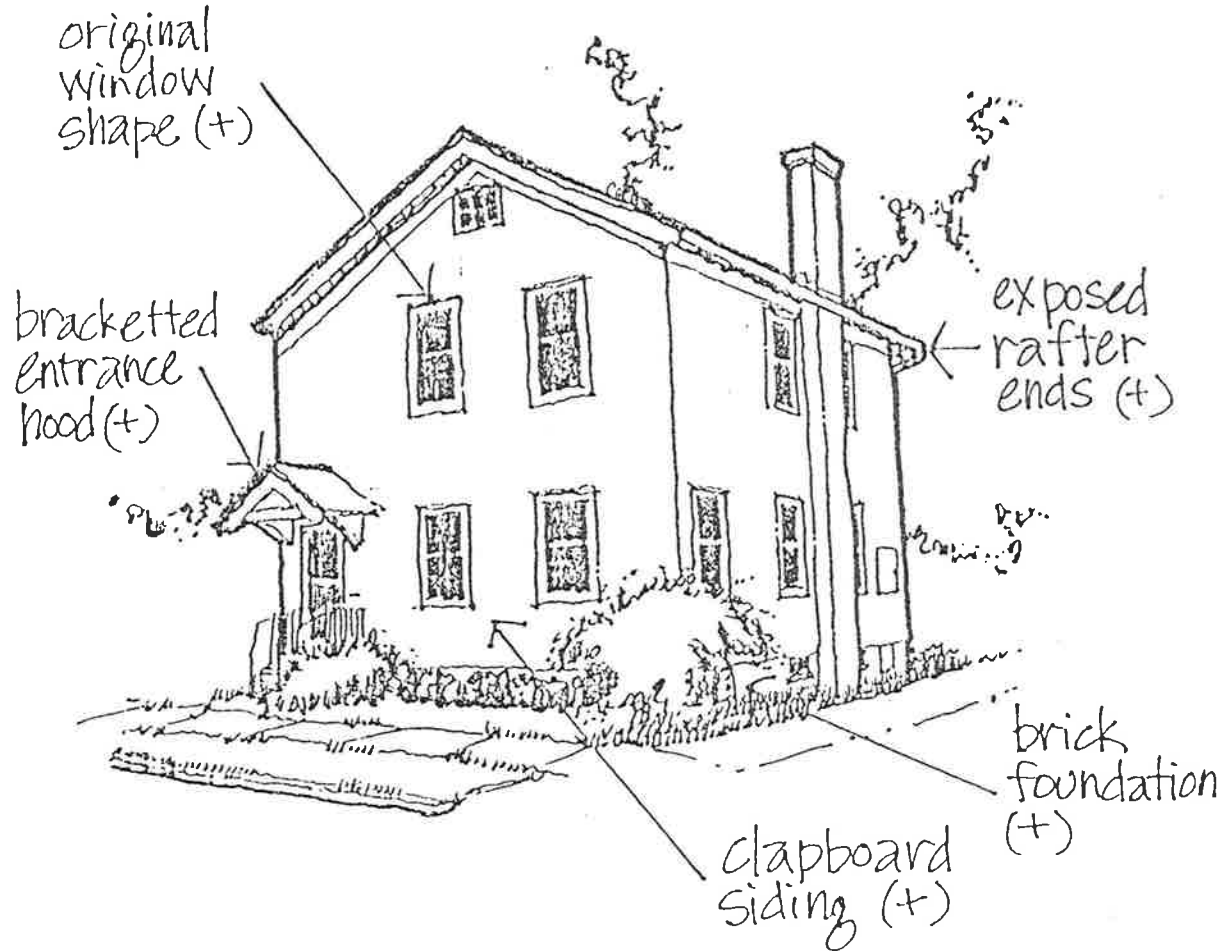 original
window
shape (+)
bracketted
entrance
hood (+)
exposed
rafter
ends (+)
brick
foundation
(+)
clapboard
siding (+)